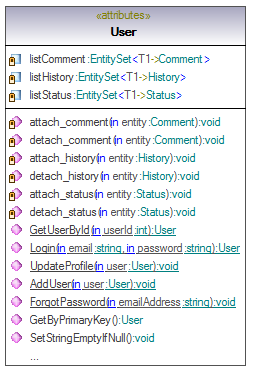 «attributes»
User
listComment:EntitySet<T1->Comment>
listHistory:EntitySet<T1->History>
listStatus:EntitySet<T1->Status>
attach_comment(in entity:Comment):void
detach_comment(in entity:Comment):void
attach_history(in entity:History):void
detach_history(in entity:History):void
attach_status(in entity:Status):void
detach_status(in entity:Status):void
GetUserById(in userId:int):User
Login(in email:string, in password:string):User
UpdateProfile(in user:User):void
AddUser(in user:User):void
ForgotPassword(in emailAddress:string):void
GetByPrimaryKey():User
SetStringEmptyIfNull():void
...